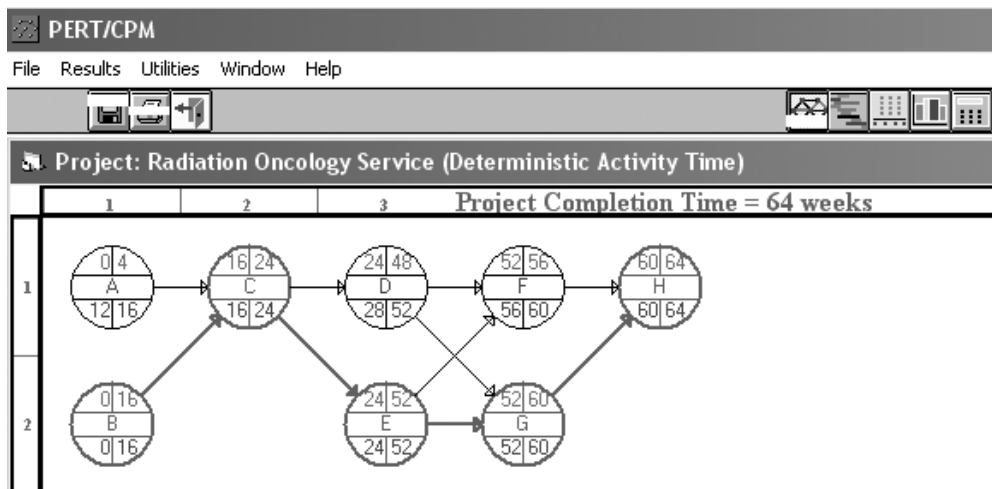 PERT/CPM
File Results Utilities Window Help
Project: Radiation Oncology Service (Deterministic Activity Time)
1 2 3 Project Completion Time = 64 weeks
1
0 4
A
12 16
16 24
C
16 24
24 48
D
28 52
52 56
F
56 60
60 64
H
60 64
2
0 16
B
0 16
24 52
E
24 52
52 60
G
52 60